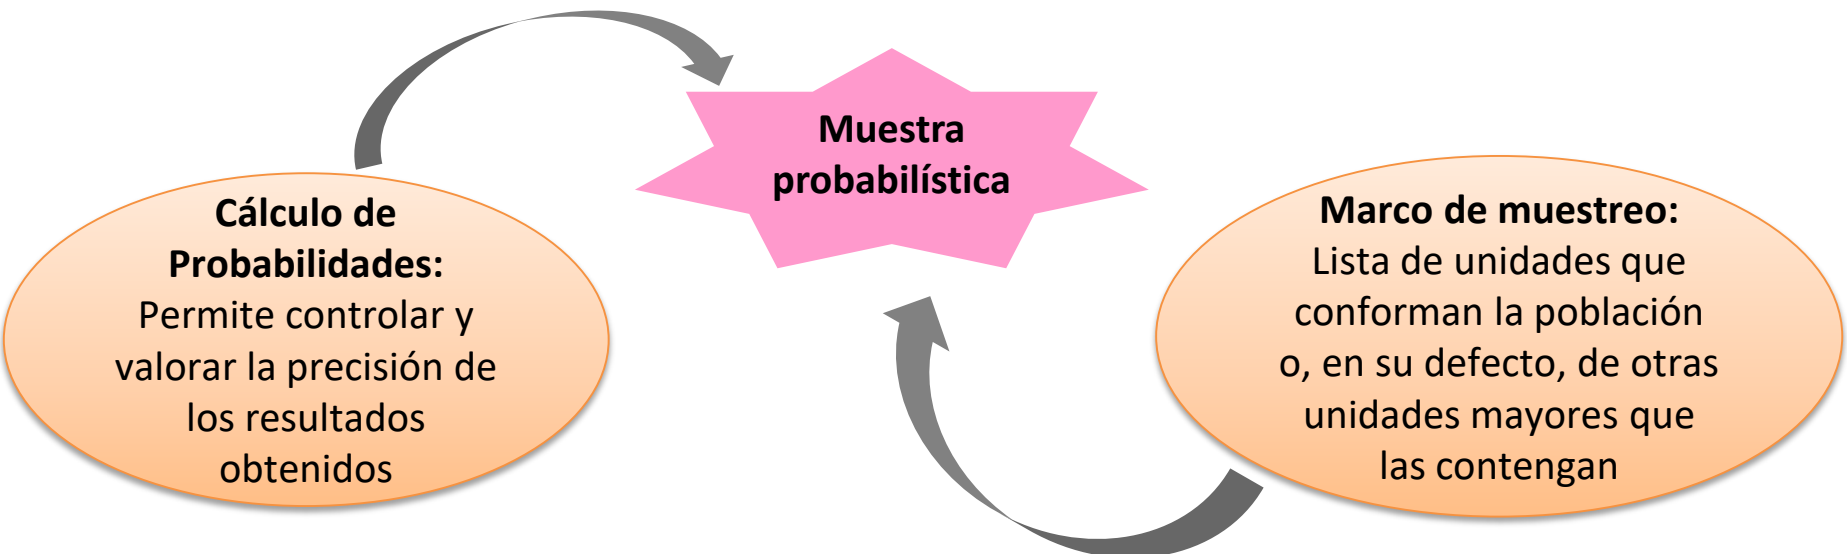 Muestra
probabilística
Cálculo de
Probabilidades:
Permite controlar y
valorar la precisión de
los resultados
obtenidos
Marco de muestreo:
Lista de unidades que
conforman la población
o, en su defecto, de otras
unidades mayores que
las contengan